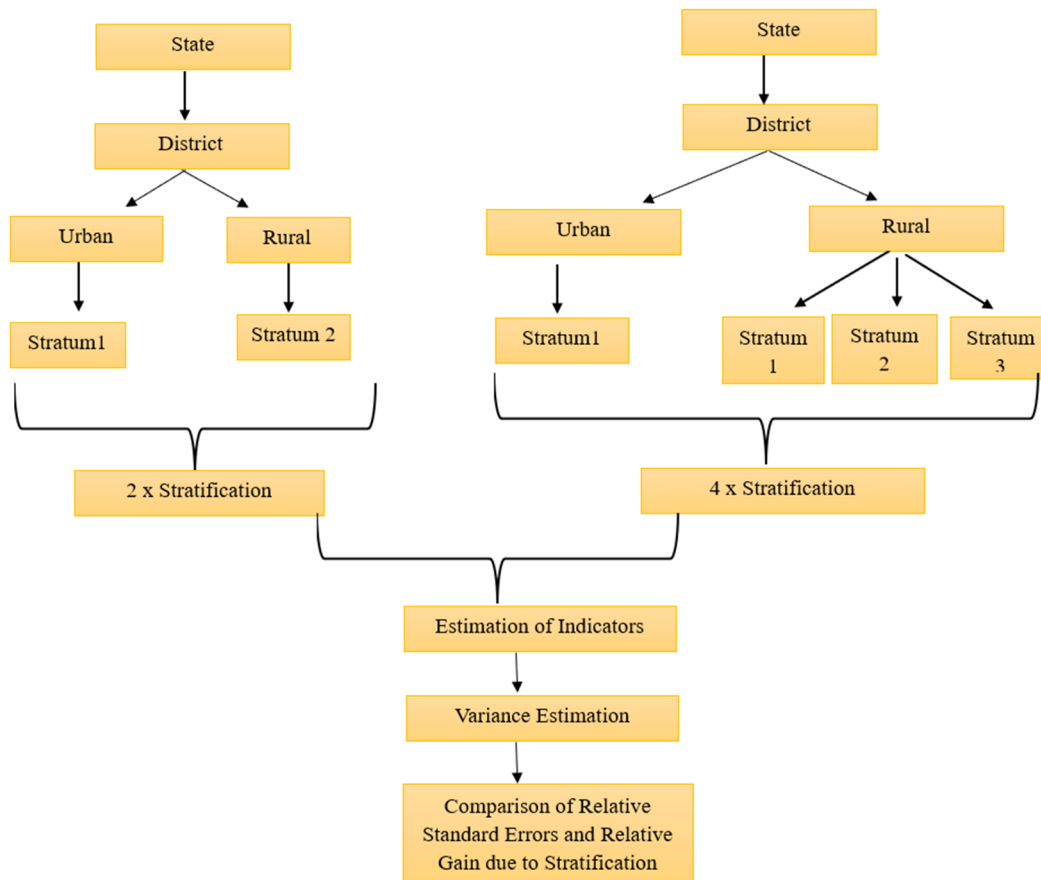 State
District
Urban
Rural
Stratum1
Stratum 2
2 x Stratification
State
District
Urban
Rural
Stratum1
Stratum
1
Stratum
2
Stratum
3
4 x Stratification
Estimation of Indicators
Variance Estimation
Comparison of Relative
Standard Errors and Relative
Gain due to Stratification